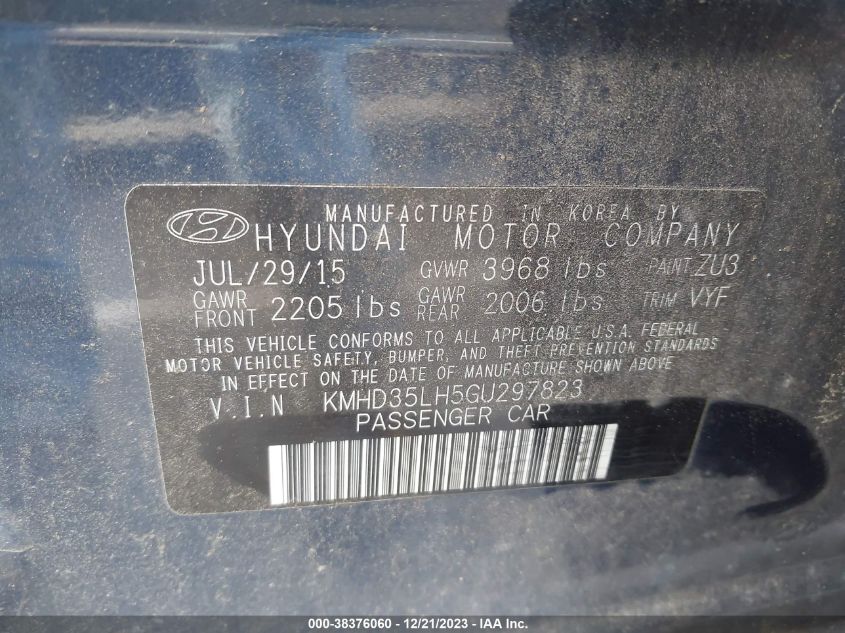 MANUFACTURED IN KOREA BY
HYUNDAI MOTOR COMPANY
JUL/29/15 GVWR 3968 lbs PAINT ZU3
GAWR FRONT 2205 lbs GAWR REAR 2006 lbs TRIM VYF
THIS VEHICLE CONFORMS TO ALL APPLICABLE U.S.A. FEDERAL
MOTOR VEHICLE SAFETY, BUMPER, AND THEFT PREVENTION STANDARDS
IN EFFECT ON THE DATE OF MANUFACTURE SHOWN ABOVE
V.I.N KMHD35LH5GU297823
PASSENGER CAR
000-38376060 - 12/21/2023 - IAA Inc.